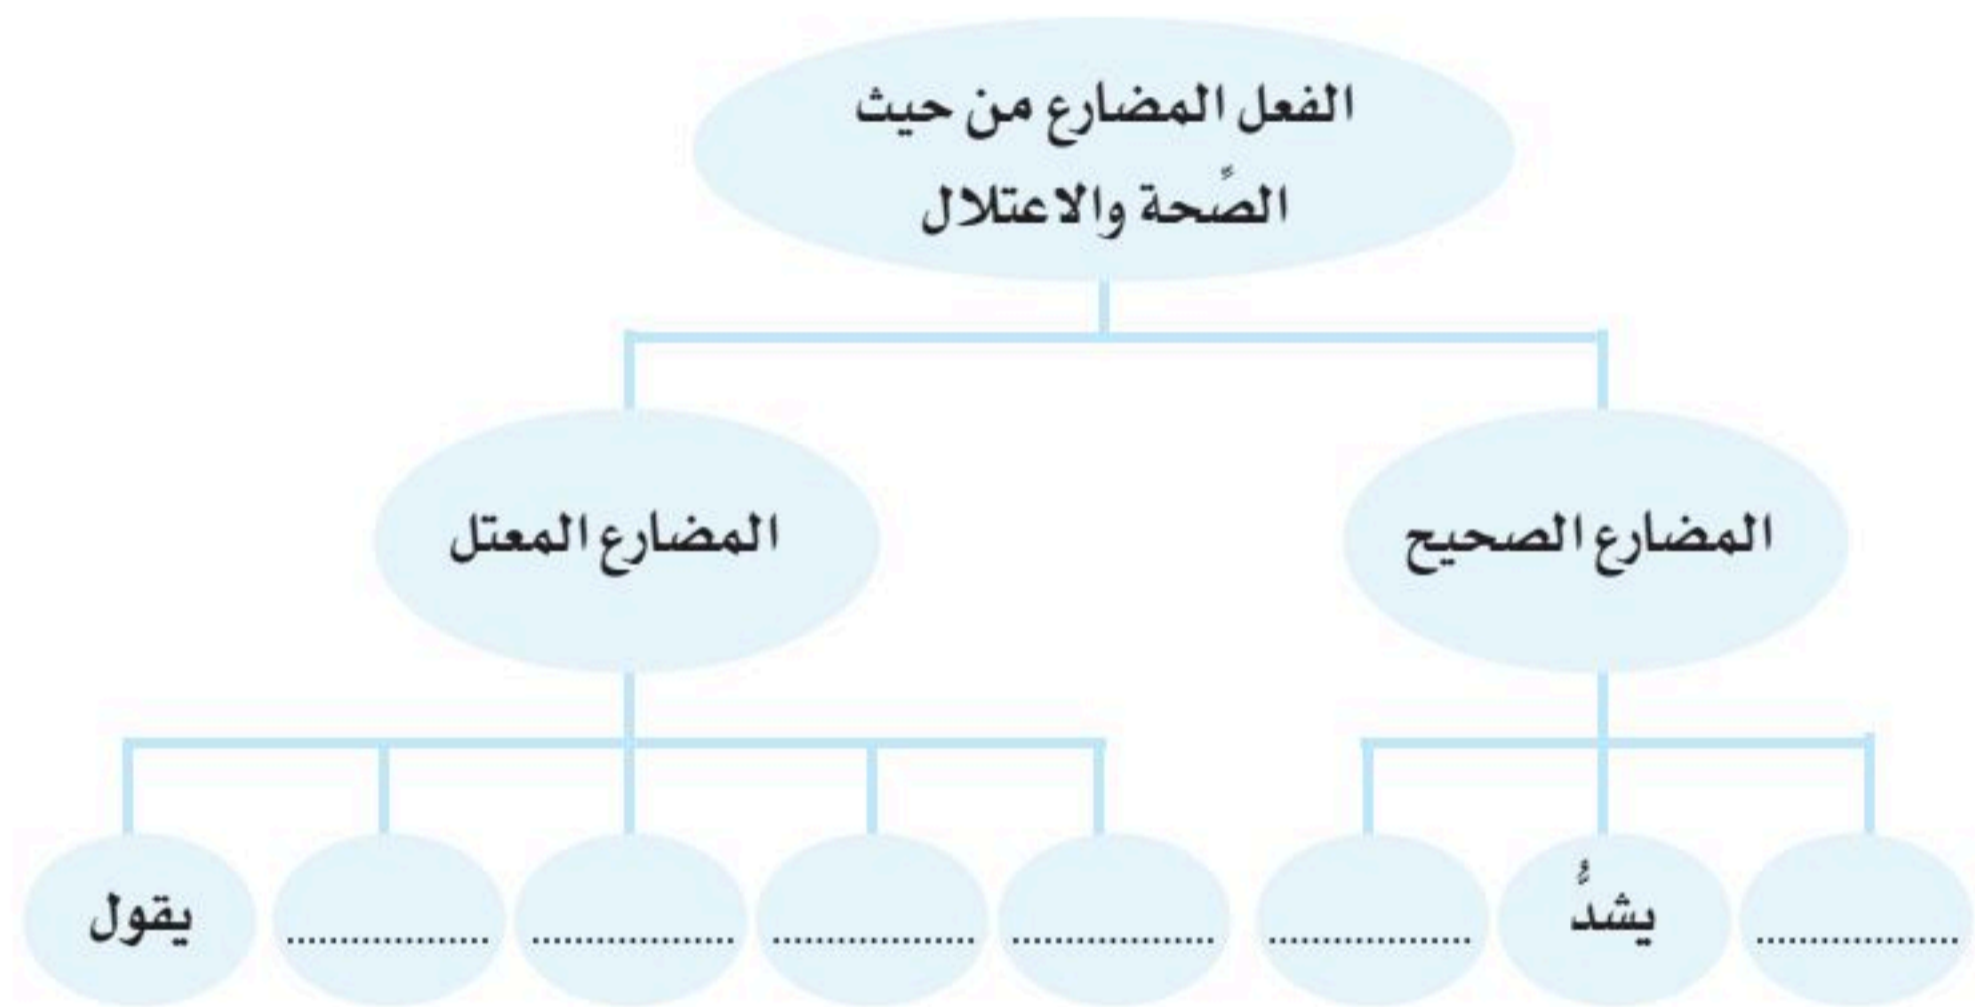 الفعل المضارع من حيث
الصَّحة والاعتلال
المضارع الصحيح
المضارع المعتل
....................
يشدُّ
....................
....................
....................
....................
....................
يقول